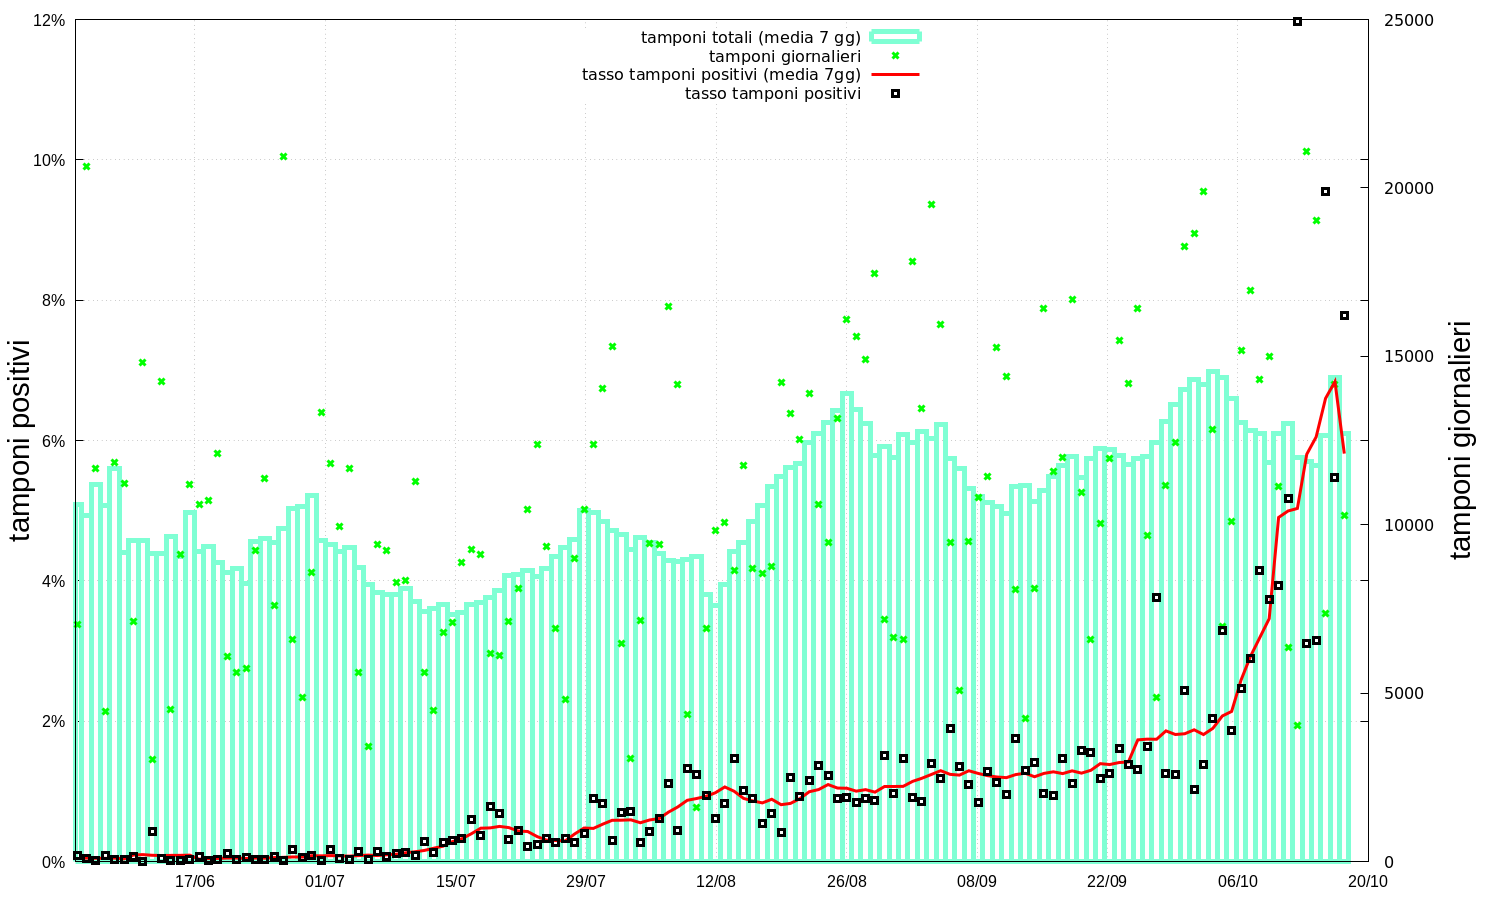 tamponi totali (media 7 gg)
tamponi giornalieri
tasso tamponi positivi (media 7gg)
tasso tamponi positivi
12%
10%
8%
6%
4%
2%
0%
tamponi positivi
25000
20000
15000
10000
5000
0
tamponi giornalieri
17/06 01/07 15/07 29/07 12/08 26/08 08/09 22/09 06/10 20/10